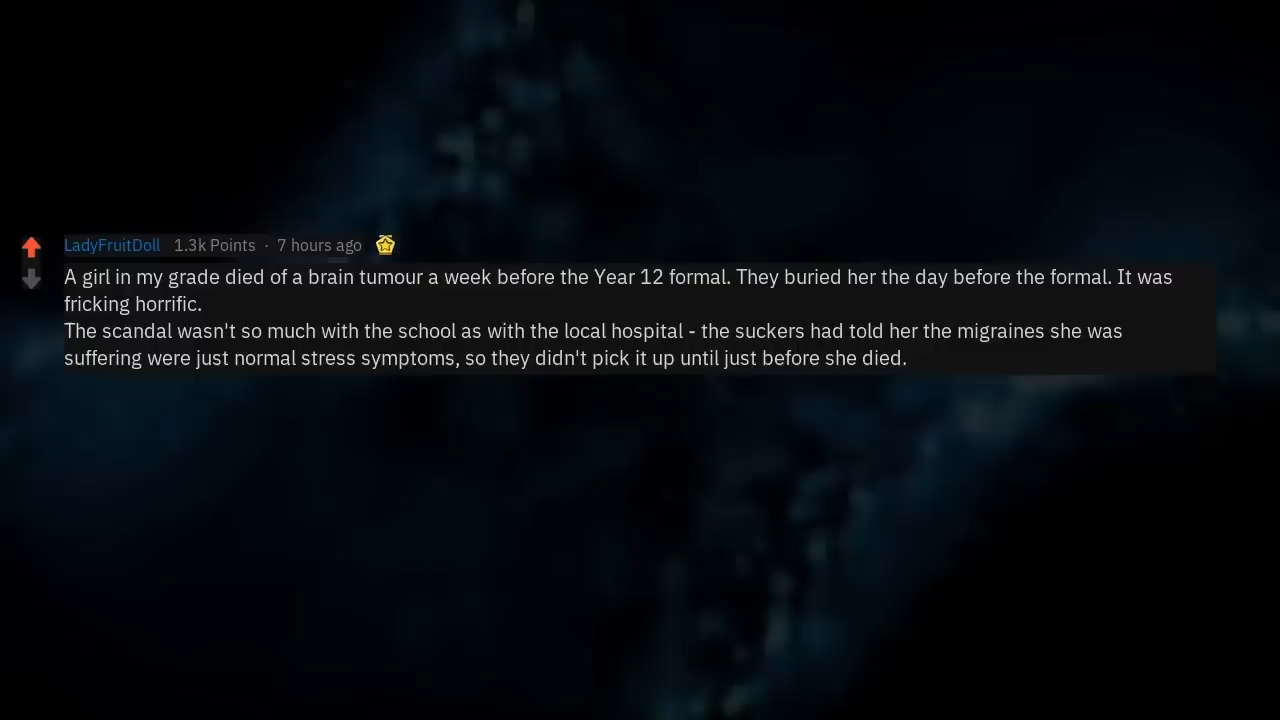 LadyFruitDoll 1.3k Points · 7 hours ago
A girl in my grade died of a brain tumour a week before the Year 12 formal. They buried her the day before the formal. It was
fricking horrific.
The scandal wasn't so much with the school as with the local hospital - the suckers had told her the migraines she was
suffering were just normal stress symptoms, so they didn't pick it up until just before she died.